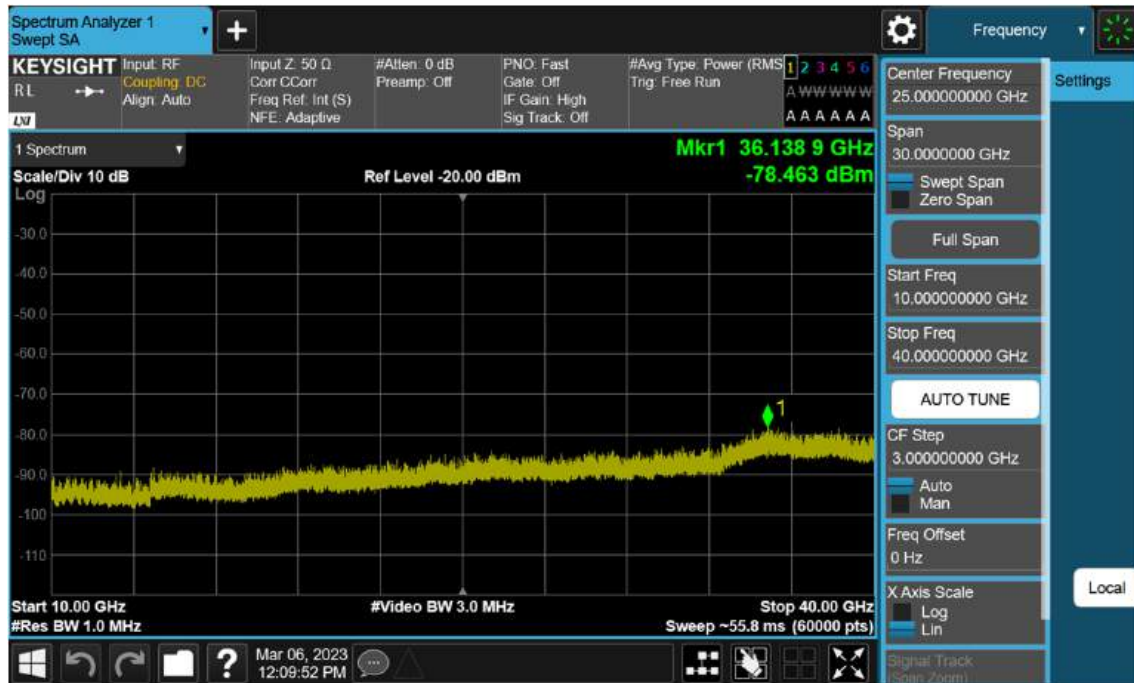 Spectrum Analyzer 1
Swept SA
Frequency
KEYSIGHT
RL
LXI
Input: RF
Coupling: DC
Align: Auto
Input Z: 50 Ω
Corr CCorr
Freq Ref: Int (S)
NFE: Adaptive
#Atten: 0 dB
Preamp: Off
PNO: Fast
Gate: Off
IF Gain: High
Sig Track: Off
#Avg Type: Power (RMS
Trig: Free Run
1 2 3 4 5 6
A W W W W W
A A A A A A
1 Spectrum
Scale/Div 10 dB
Ref Level -20.00 dBm
Mkr1 36.138 9 GHz
-78.463 dBm
Log
-30.0
-40.0
-50.0
-60.0
-70.0
-80.0
-90.0
-100
-110
1
Start 10.00 GHz
#Res BW 1.0 MHz
#Video BW 3.0 MHz
Stop 40.00 GHz
Sweep ~55.8 ms (60000 pts)
Center Frequency
25.000000000 GHz
Span
30.0000000 GHz
Swept Span
Zero Span
Full Span
Start Freq
10.000000000 GHz
Stop Freq
40.000000000 GHz
AUTO TUNE
CF Step
3.000000000 GHz
Auto
Man
Freq Offset
0 Hz
X Axis Scale
Log
Lin
Signal Track
(Span Zoom)
Settings
Local
?
Mar 06, 2023
12:09:52 PM